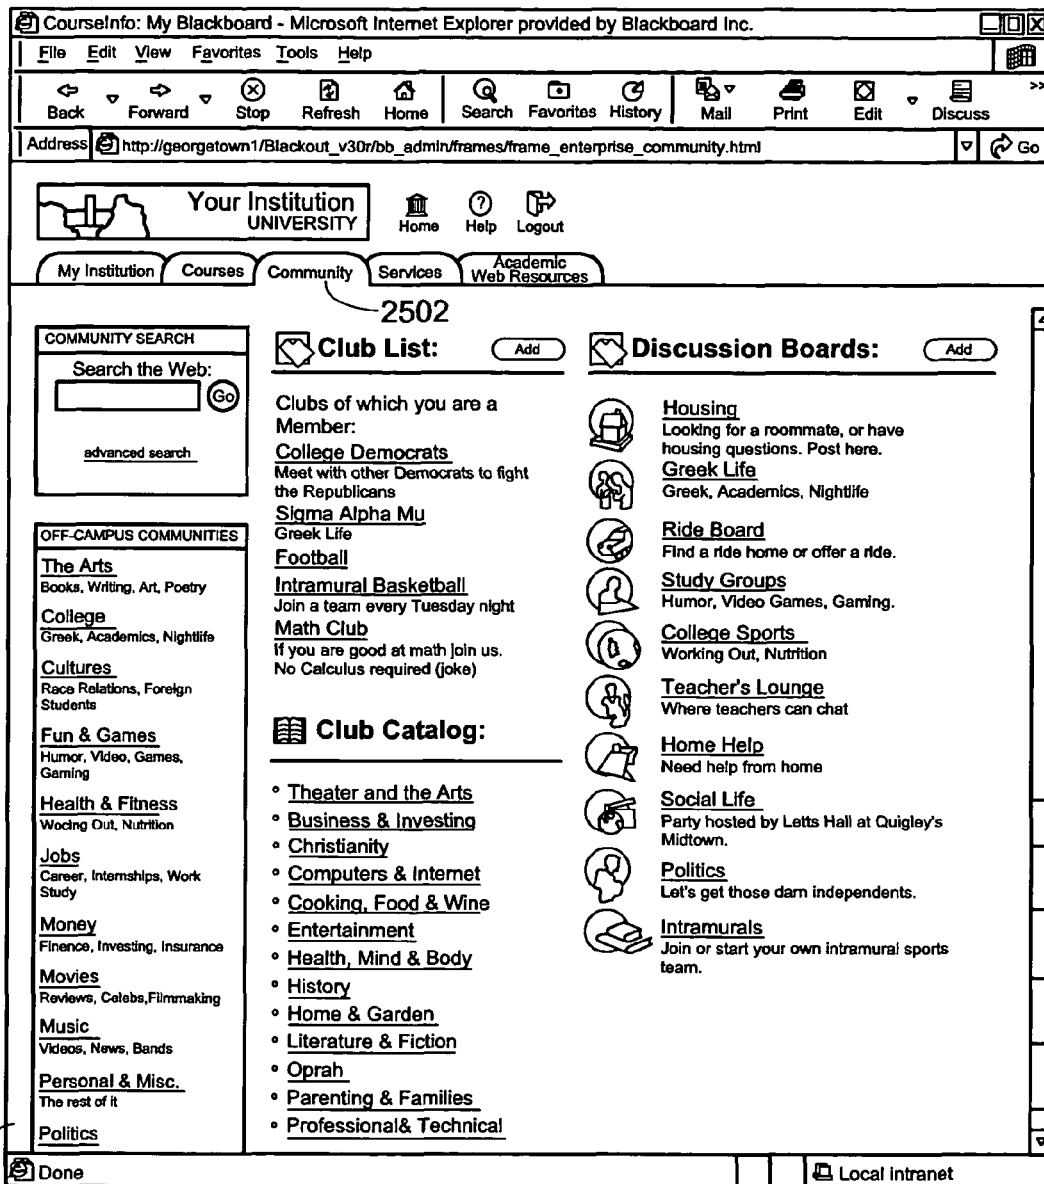 CourseInfo: My Blackboard - Microsoft Internet Explorer provided by Blackboard Inc.
File Edit View Favorites Tools Help
Back Forward Stop Refresh Home Search Favorites History Mail Print Edit Discuss >>
Address http://georgetown1/Blackout_v30r/bb_admin/frames/frame_enterprise_community.html Go
Your Institution
UNIVERSITY
Home Help Logout
My Institution Courses Community Services Academic
Web Resources
2502
COMMUNITY SEARCH
Search the Web:
Go
advanced search
OFF-CAMPUS COMMUNITIES
The Arts
Books, Writing, Art, Poetry
College
Greek, Academics, Nightlife
Cultures
Race Relations, Foreign
Students
Fun & Games
Humor, Video, Games,
Gaming
Health & Fitness
Wocing Out, Nutrition
Jobs
Career, Internships, Work
Study
Money
Finence, Investing, Insurance
Movies
Reviews, Celebs,Filmmaking
Music
Videos, News, Bands
Personal & Misc.
The rest of it
Politics
Club List: Add
Clubs of which you are a
Member:
College Democrats
Meet with other Democrats to fight
the Republicans
Sigma Alpha Mu
Greek Life
Football
Intramural Basketball
Join a team every Tuesday night
Math Club
If you are good at math join us.
No Calculus required (joke)
Club Catalog:
° Theater and the Arts
° Business & Investing
° Christianity
° Computers & Internet
° Cooking, Food & Wine
° Entertainment
° Health, Mind & Body
° History
° Home & Garden
° Literature & Fiction
° Oprah
° Parenting & Families
° Professional& Technical
Discussion Boards: Add
Housing
Looking for a roommate, or have
housing questions. Post here.
Greek Life
Greek, Academics, Nightlife
Ride Board
Find a ride home or offer a ride.
Study Groups
Humor, Video Games, Gaming.
College Sports
Working Out, Nutrition
Teacher's Lounge
Where teachers can chat
Home Help
Need help from home
Social Life
Party hosted by Letts Hall at Quigley's
Midtown.
Politics
Let's get those darn independents.
Intramurals
Join or start your own intramural sports
team.
Done Local intranet